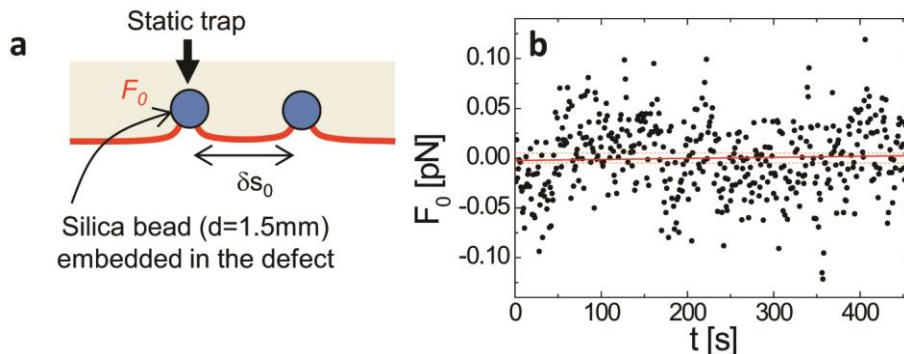 a
Static trap
F0
δs0
Silica bead (d=1.5mm)
embedded in the defect
b
F0 [pN]
0.10
0.05
0.00
-0.05
-0.10
0 100 200 300 400
t [s]